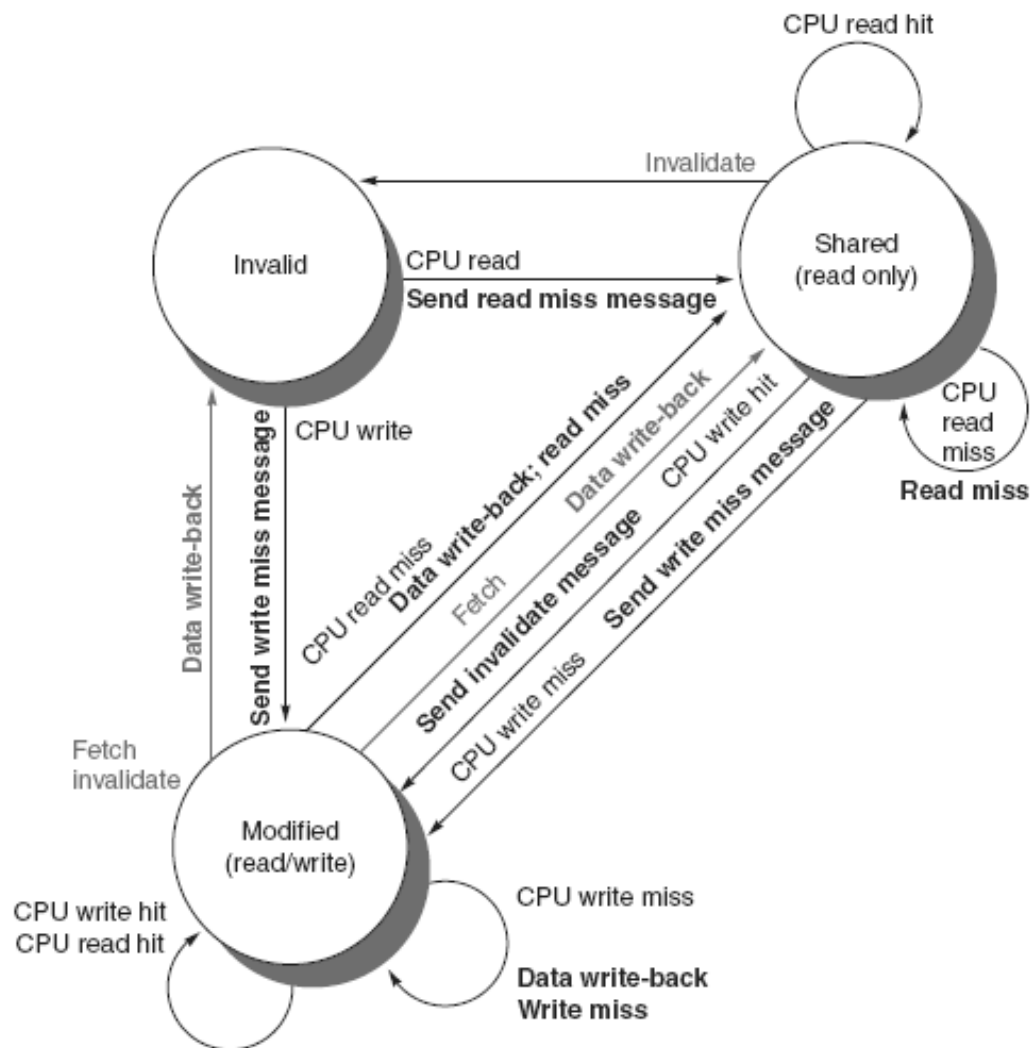 CPU read hit
Invalidate
Invalid
Shared
(read only)
CPU read
Send read miss message
CPU write
Send write miss message
Data write-back
Fetch
invalidate
CPU read miss
Data write-back; read miss
Fetch
Data write-back
Send invalidate message
CPU write hit
CPU write miss
Send write miss message
CPU
read
miss
Read miss
Modified
(read/write)
CPU write hit
CPU read hit
CPU write miss
Data write-back
Write miss